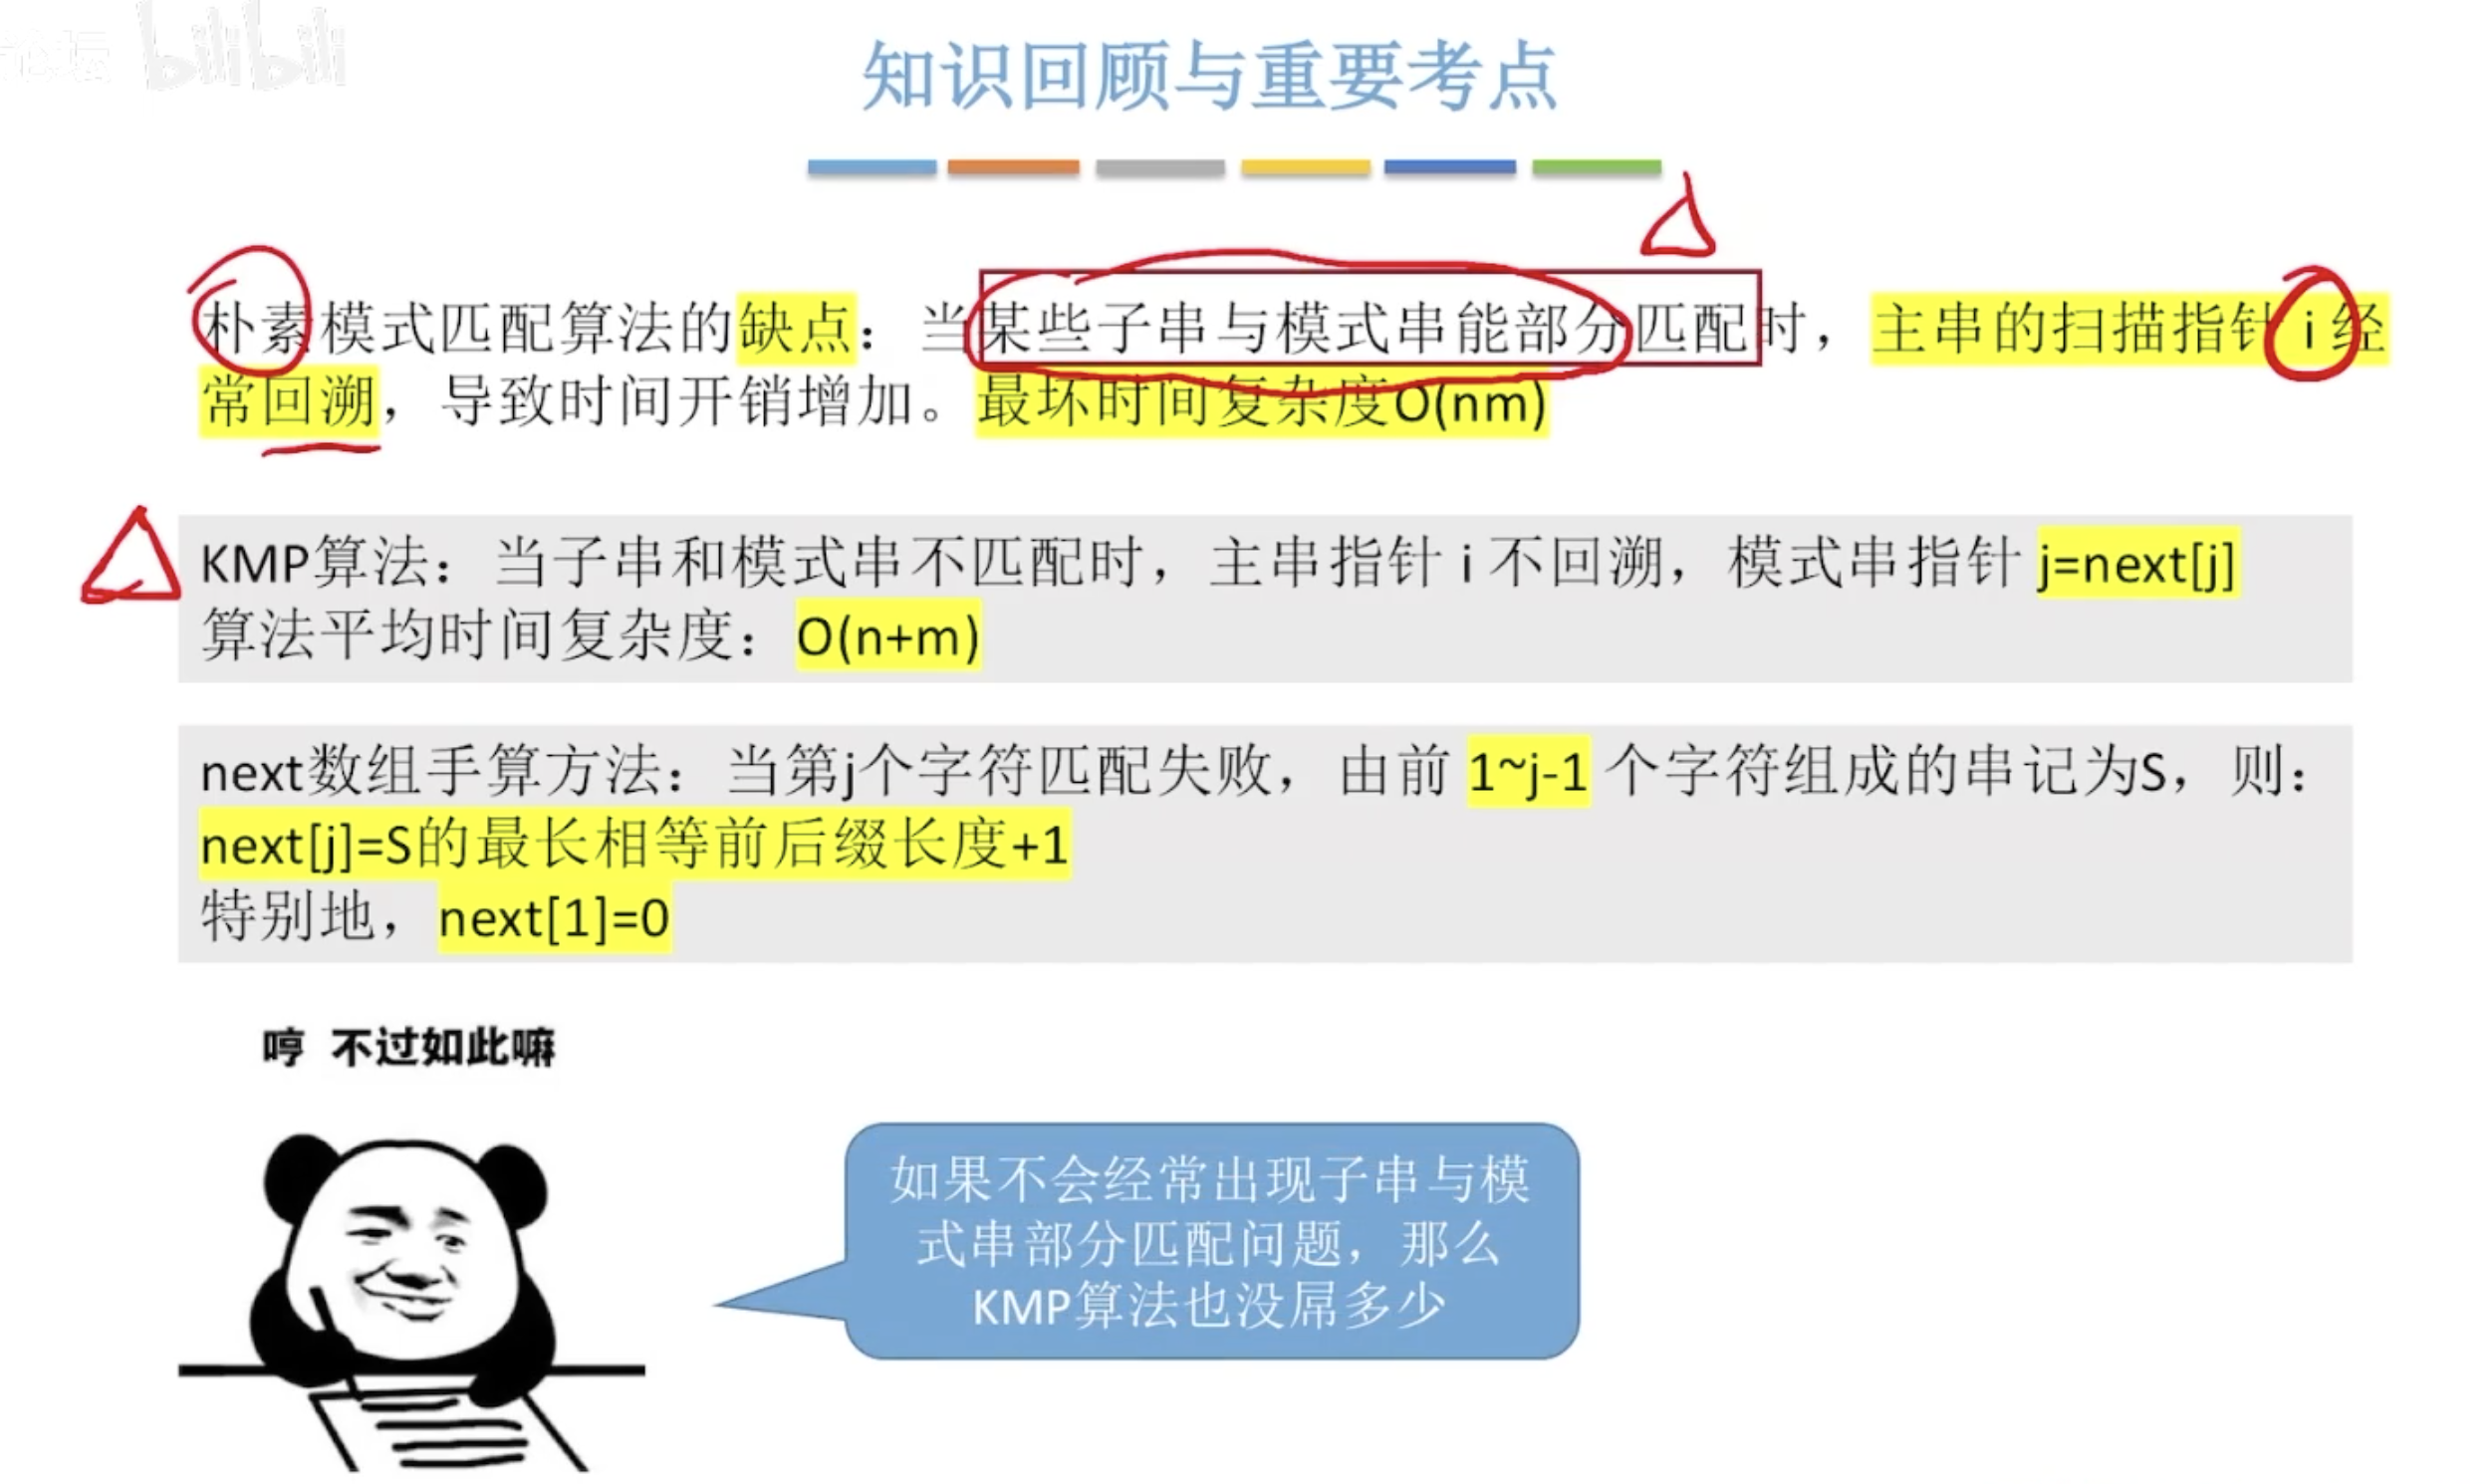 论坛 bilibili
知识回顾与重要考点
朴素模式匹配算法的缺点：当某些子串与模式串能部分匹配时，主串的扫描指针 i 经
常回溯，导致时间开销增加。最坏时间复杂度O(nm)
KMP算法：当子串和模式串不匹配时，主串指针 i 不回溯，模式串指针 j=next[j]
算法平均时间复杂度：O(n+m)
next数组手算方法：当第j个字符匹配失败，由前 1~j-1 个字符组成的串记为S，则：
next[j]=S的最长相等前后缀长度+1
特别地，next[1]=0
哼 不过如此嘛
如果不会经常出现子串与模
式串部分匹配问题，那么
KMP算法也没屌多少